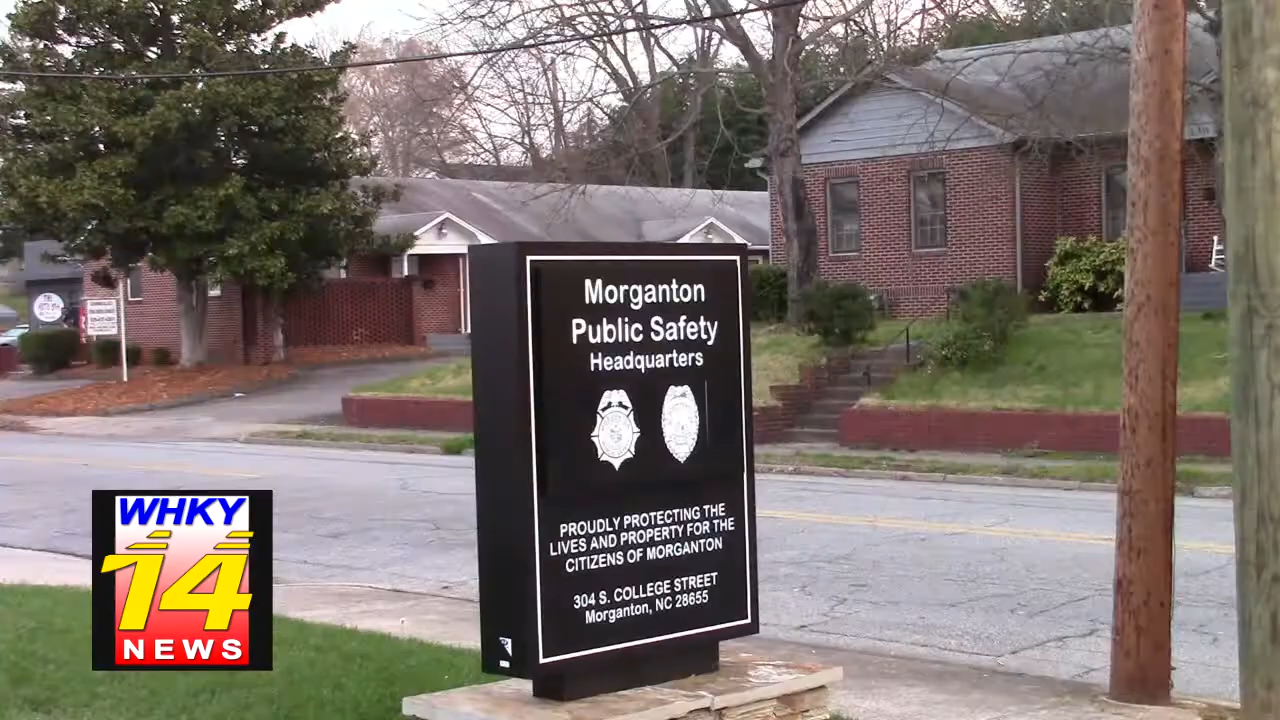 Morganton
Public Safety
Headquarters
PROUDLY PROTECTING THE
LIVES AND PROPERTY FOR THE
CITIZENS OF MORGANTON
304 S. COLLEGE STREET
Morganton, NC 28655
WHKY
14
NEWS